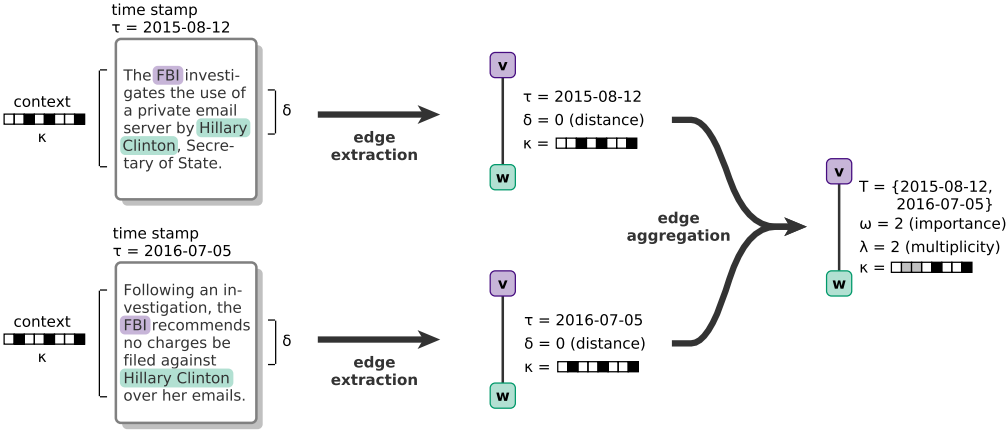 time stamp
τ = 2015-08-12
context
κ
The FBI investi-
gates the use of
a private email
server by Hillary
Clinton, Secre-
tary of State.
δ
edge
extraction
v
w
τ = 2015-08-12
δ = 0 (distance)
κ =
time stamp
τ = 2016-07-05
context
κ
Following an in-
vestigation, the
FBI recommends
no charges be
filed against
Hillary Clinton
over her emails.
δ
edge
extraction
v
w
τ = 2016-07-05
δ = 0 (distance)
κ =
edge
aggregation
v
w
T = {2015-08-12,
2016-07-05}
ω = 2 (importance)
λ = 2 (multiplicity)
κ =